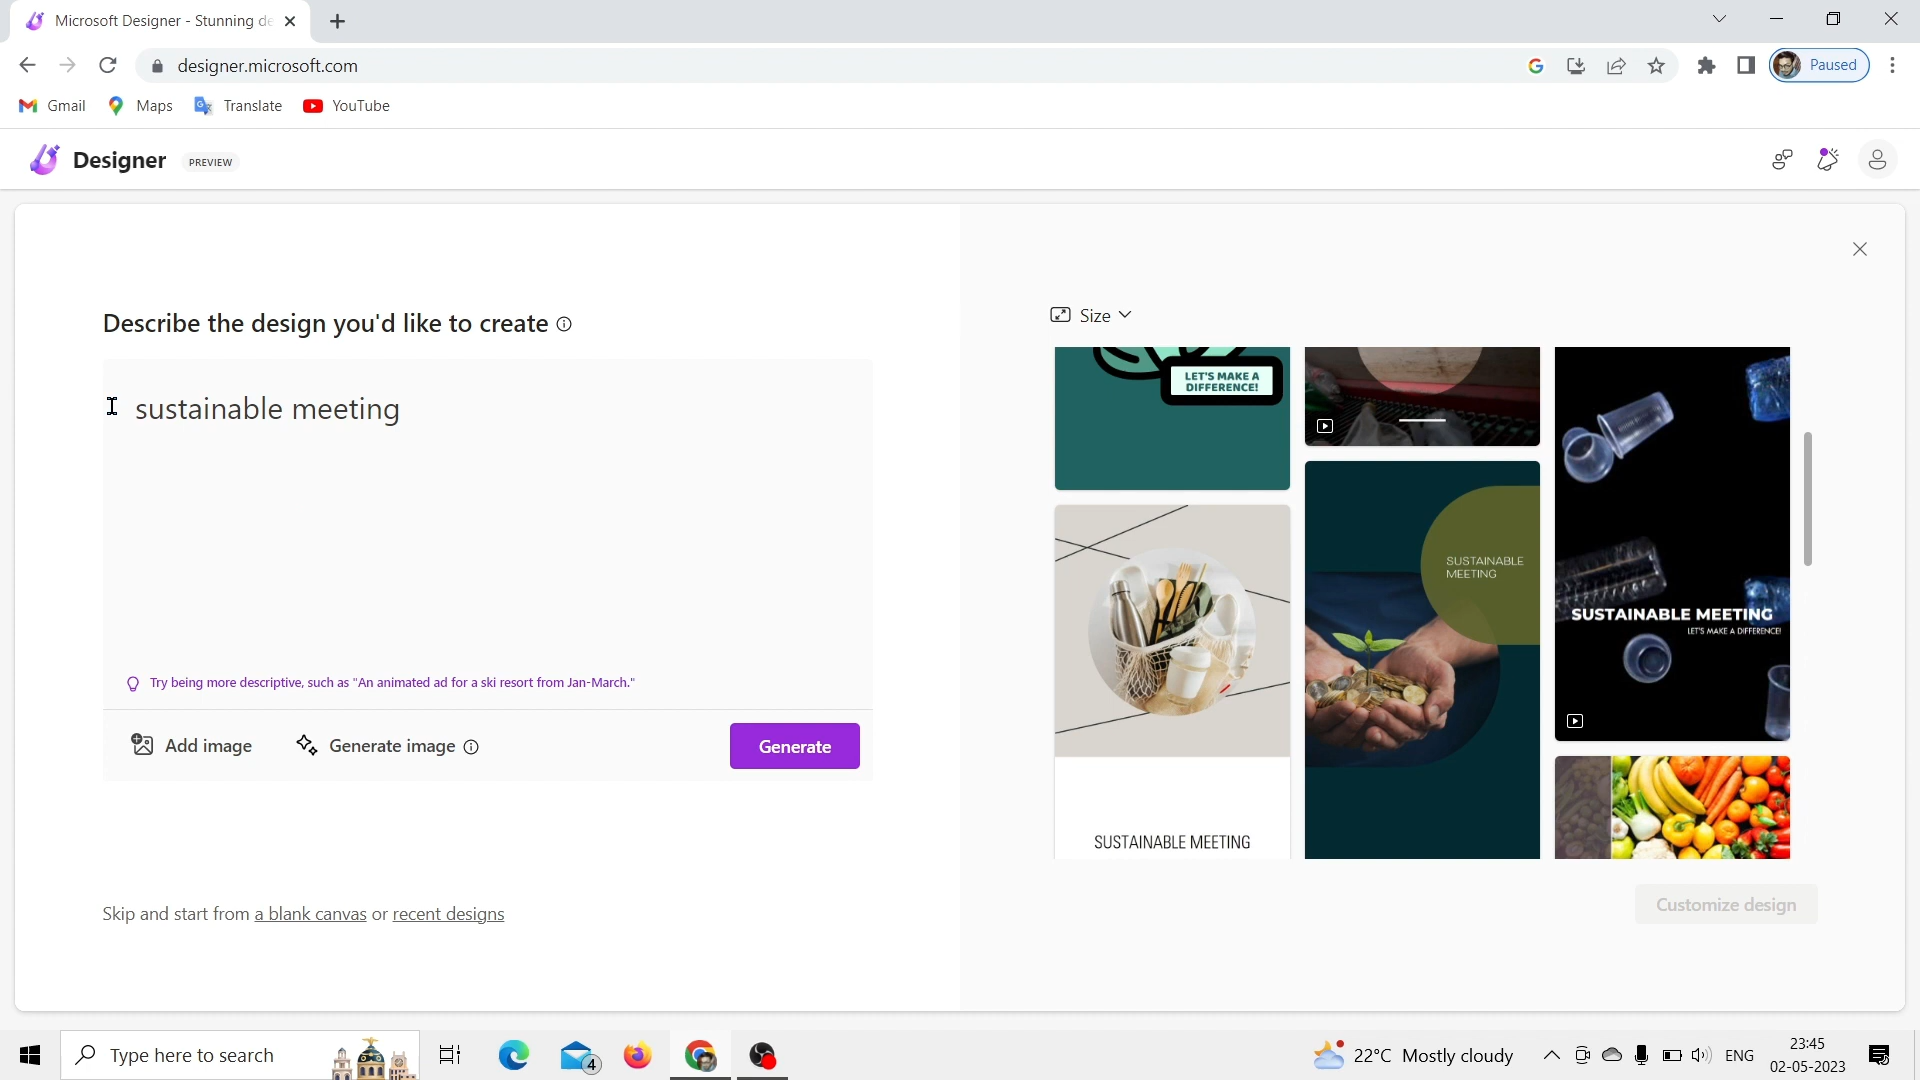 Microsoft Designer - Stunning de
designer.microsoft.com
Paused
Gmail
Maps
Translate
YouTube
Designer
PREVIEW
Describe the design you'd like to create
sustainable meeting
Try being more descriptive, such as "An animated ad for a ski resort from Jan-March."
Add image
Generate image
Generate
Skip and start from a blank canvas or recent designs
Size
LET'S MAKE A
DIFFERENCE!
SUSTAINABLE
MEETING
SUSTAINABLE MEETING
LET'S MAKE A DIFFERENCE!
SUSTAINABLE MEETING
Customize design
Type here to search
4
22°C Mostly cloudy
ENG
23:45
02-05-2023